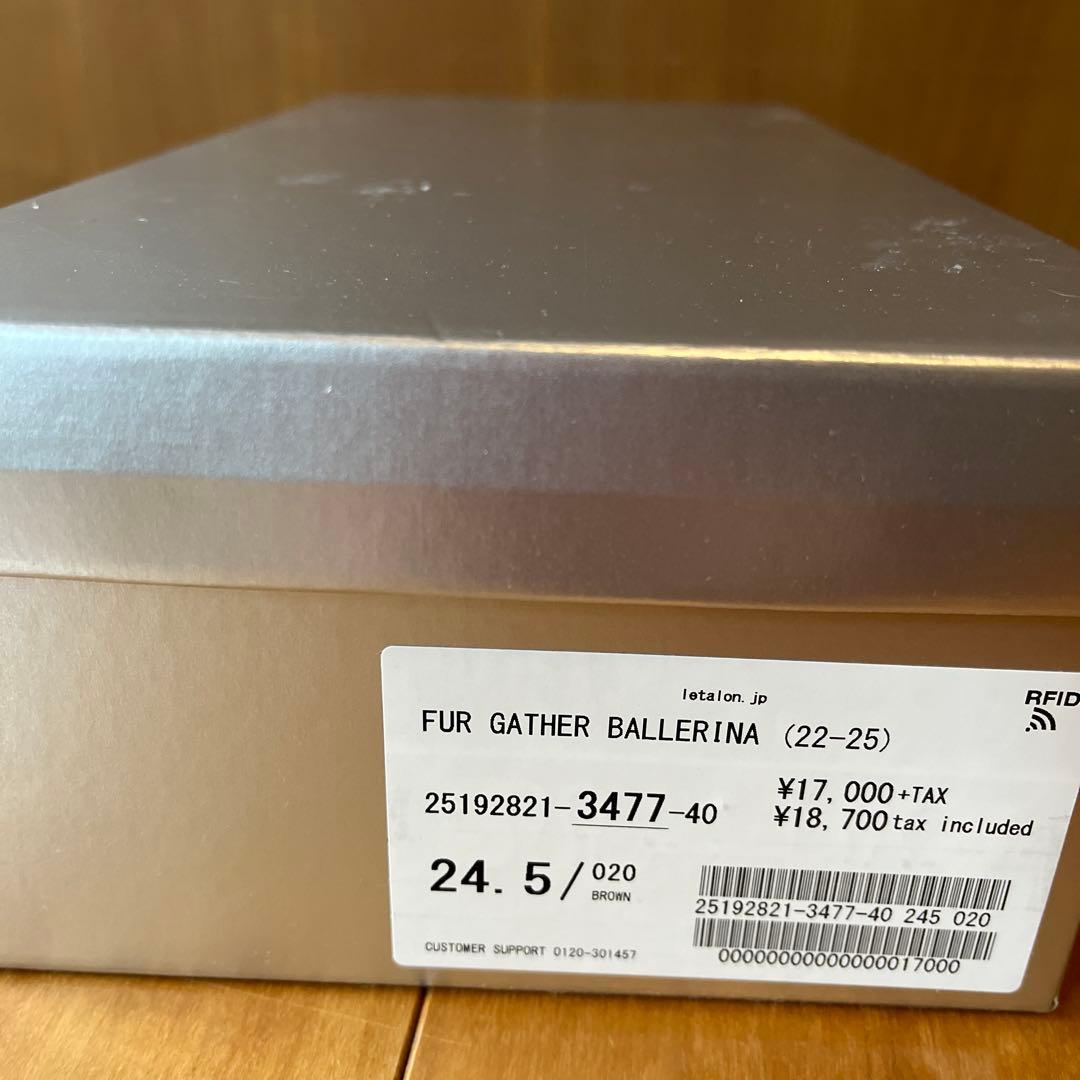 letalon.jp
RFID
FUR GATHER BALLERINA (22-25)
25192821-3477-40
¥17,000+TAX
¥18,700tax included
24.5/020
BROWN
25192821-3477-40 245 020
CUSTOMER SUPPORT 0120-301457
00000000000000017000